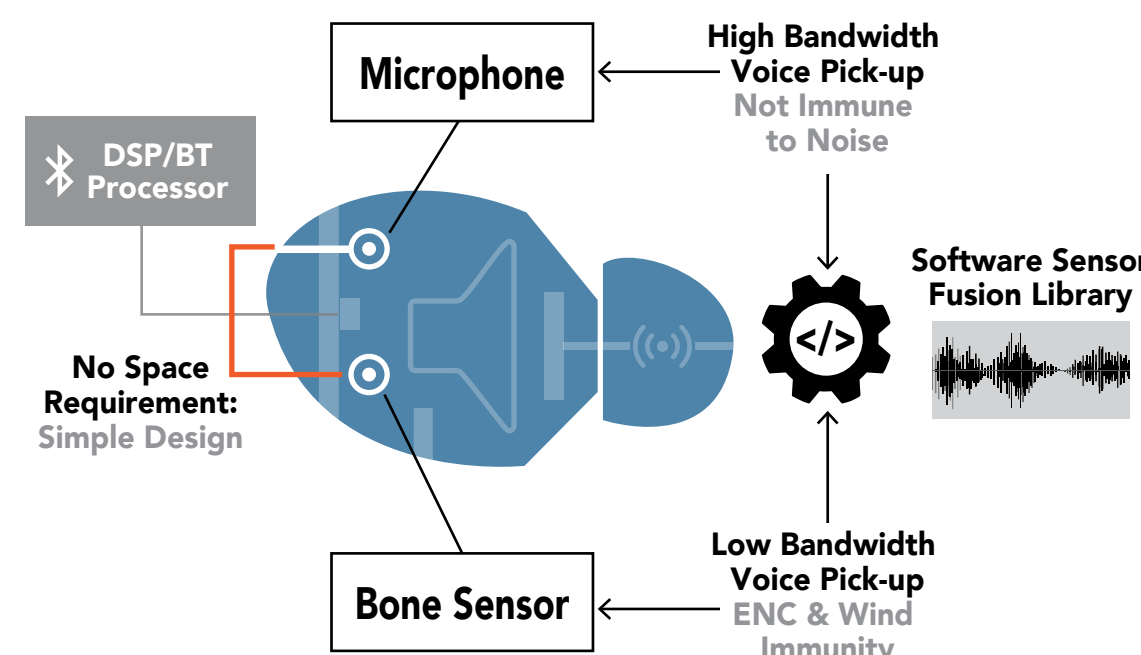 Microphone
High Bandwidth
Voice Pick-up
Not Immune
to Noise
DSP/BT
Processor
Software Sensor
Fusion Library
</>
No Space
Requirement:
Simple Design
Bone Sensor
Low Bandwidth
Voice Pick-up
ENC & Wind
Immunity